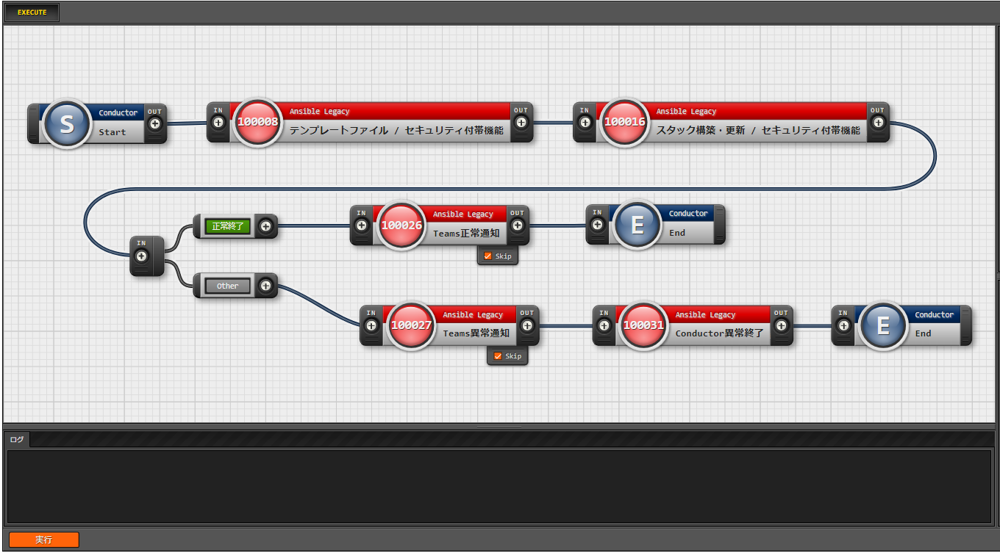 EXECUTE
S
Conductor
Start
OUT
IN
100008
Ansible Legacy
テンプレートファイル / セキュリティ付帯機能
OUT
IN
100016
Ansible Legacy
スタック構築・更新 / セキュリティ付帯機能
OUT
IN
正常終了
Other
IN
100026
Ansible Legacy
Teams正常通知
OUT
Skip
IN
E
Conductor
End
IN
100027
Ansible Legacy
Teams異常通知
OUT
Skip
IN
100031
Ansible Legacy
Conductor異常終了
OUT
IN
E
Conductor
End
ログ
実行